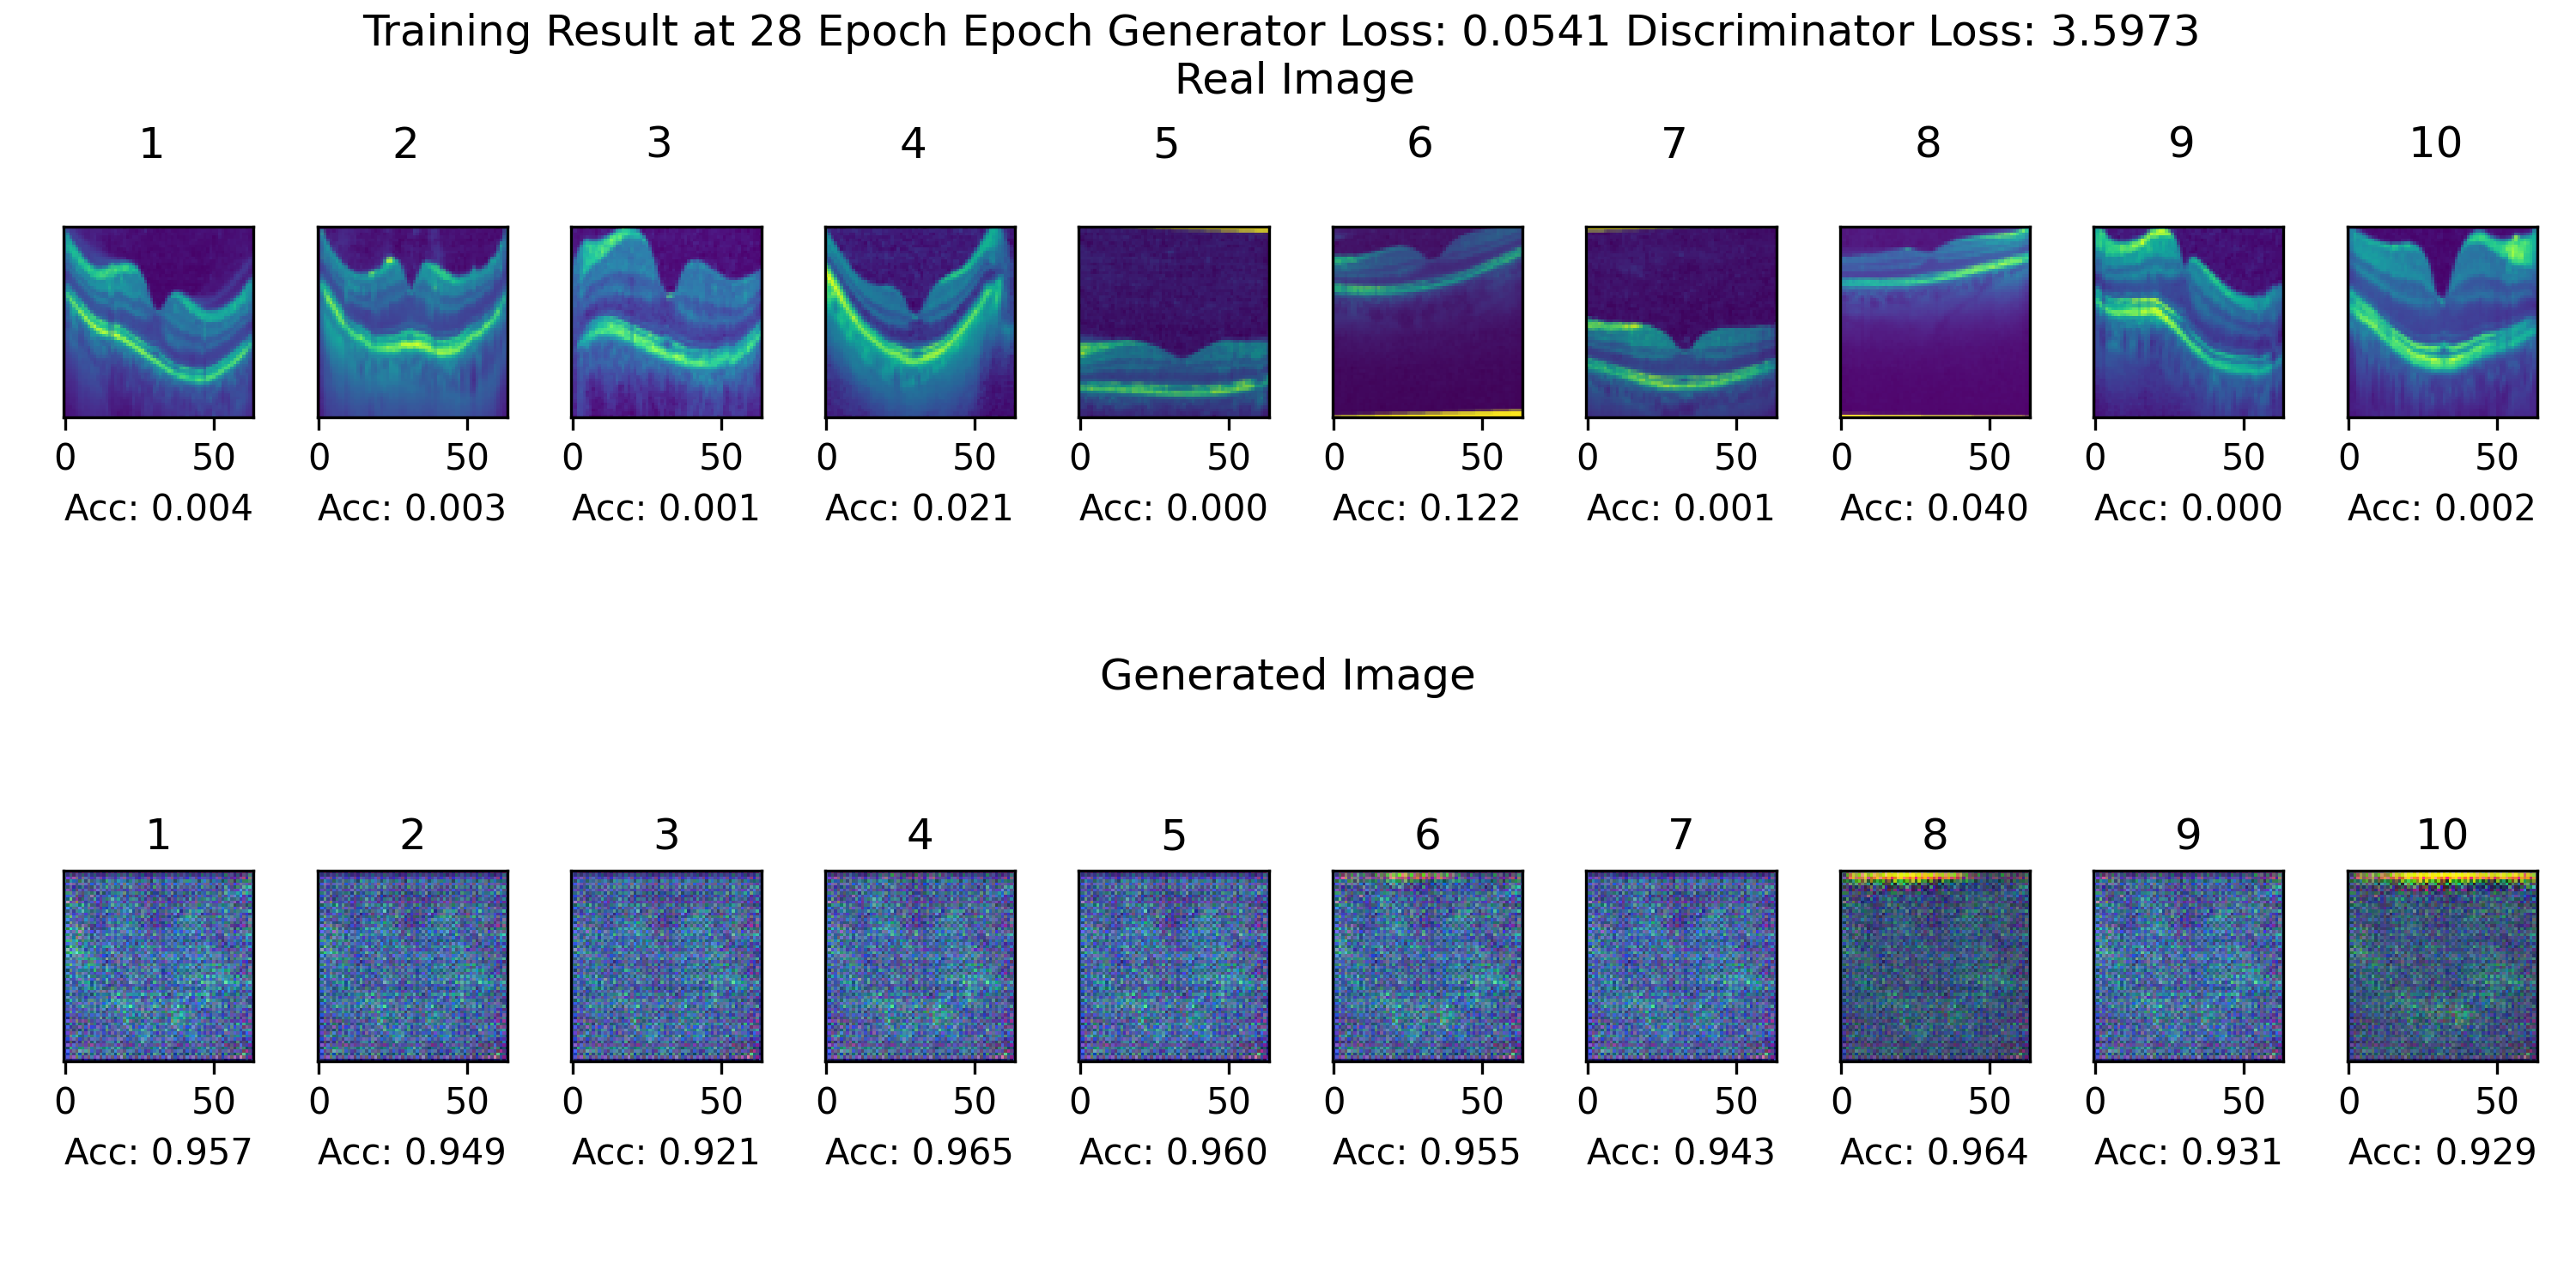 Training Result at 28 Epoch Epoch Generator Loss: 0.0541 Discriminator Loss: 3.5973
Real Image
1 2 3 4 5 6 7 8 9 10
0 50 0 50 0 50 0 50 0 50 0 50 0 50 0 50 0 50 0 50
Acc: 0.004 Acc: 0.003 Acc: 0.001 Acc: 0.021 Acc: 0.000 Acc: 0.122 Acc: 0.001 Acc: 0.040 Acc: 0.000 Acc: 0.002
Generated Image
1 2 3 4 5 6 7 8 9 10
0 50 0 50 0 50 0 50 0 50 0 50 0 50 0 50 0 50 0 50
Acc: 0.957 Acc: 0.949 Acc: 0.921 Acc: 0.965 Acc: 0.960 Acc: 0.955 Acc: 0.943 Acc: 0.964 Acc: 0.931 Acc: 0.929